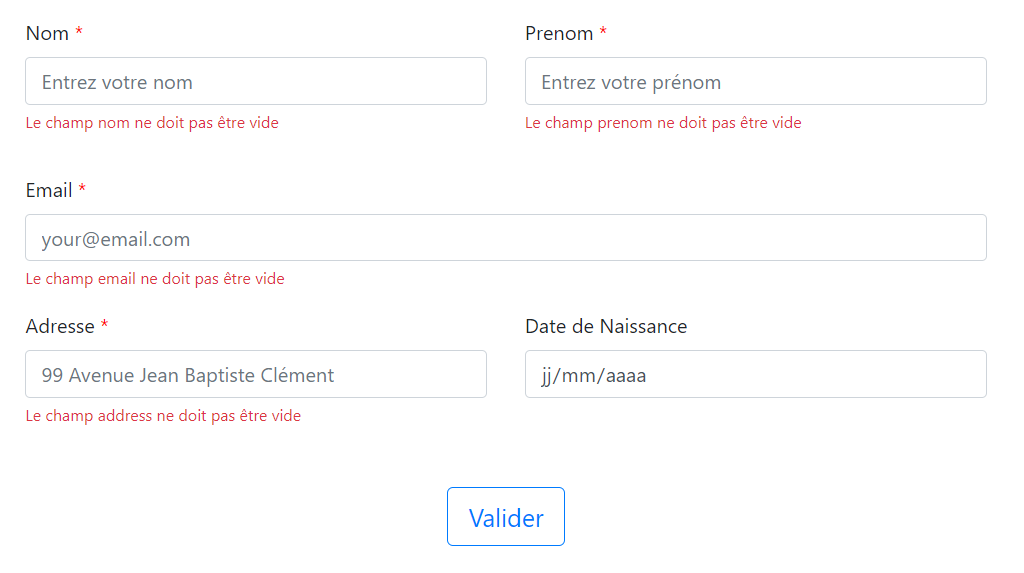 Nom *
Prenom *
Entrez votre nom
Entrez votre prénom
Le champ nom ne doit pas être vide
Le champ prenom ne doit pas être vide
Email *
your@email.com
Le champ email ne doit pas être vide
Adresse *
Date de Naissance
99 Avenue Jean Baptiste Clément
jj/mm/aaaa
Le champ address ne doit pas être vide
Valider